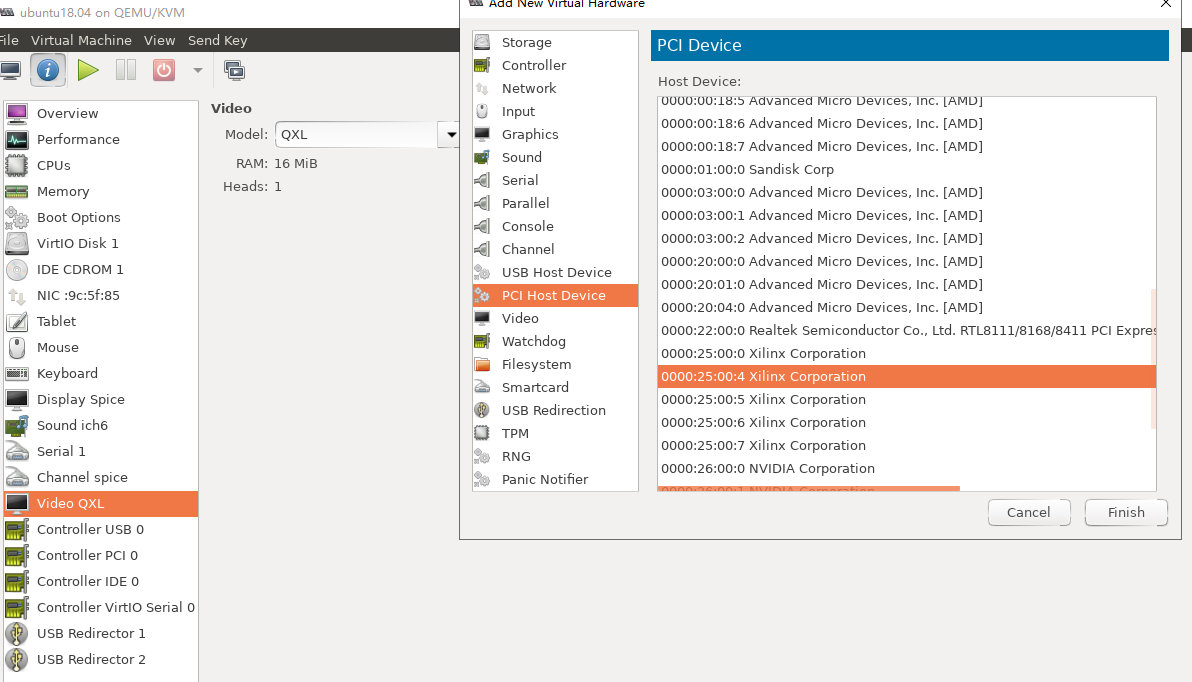 ubuntu18.04 on QEMU/KVM
File Virtual Machine View Send Key
Overview
Performance
CPUs
Memory
Boot Options
VirtIO Disk 1
IDE CDROM 1
NIC :9c:5f:85
Tablet
Mouse
Keyboard
Display Spice
Sound ich6
Serial 1
Channel spice
Video QXL
Controller USB 0
Controller PCI 0
Controller IDE 0
Controller VirtIO Serial 0
USB Redirector 1
USB Redirector 2
Video
Model: QXL
RAM: 16 MiB
Heads: 1
Add New Virtual Hardware
Storage
Controller
Network
Input
Graphics
Sound
Serial
Parallel
Console
Channel
USB Host Device
PCI Host Device
Video
Watchdog
Filesystem
Smartcard
USB Redirection
TPM
RNG
Panic Notifier
PCI Device
Host Device:
0000:00:18:5 Advanced Micro Devices, Inc. [AMD]
0000:00:18:6 Advanced Micro Devices, Inc. [AMD]
0000:00:18:7 Advanced Micro Devices, Inc. [AMD]
0000:01:00:0 Sandisk Corp
0000:03:00:0 Advanced Micro Devices, Inc. [AMD]
0000:03:00:1 Advanced Micro Devices, Inc. [AMD]
0000:03:00:2 Advanced Micro Devices, Inc. [AMD]
0000:20:00:0 Advanced Micro Devices, Inc. [AMD]
0000:20:01:0 Advanced Micro Devices, Inc. [AMD]
0000:20:04:0 Advanced Micro Devices, Inc. [AMD]
0000:22:00:0 Realtek Semiconductor Co., Ltd. RTL8111/8168/8411 PCI Expres
0000:25:00:0 Xilinx Corporation
0000:25:00:4 Xilinx Corporation
0000:25:00:5 Xilinx Corporation
0000:25:00:6 Xilinx Corporation
0000:25:00:7 Xilinx Corporation
0000:26:00:0 NVIDIA Corporation
0000:26:00:1 NVIDIA Corporation
Cancel
Finish